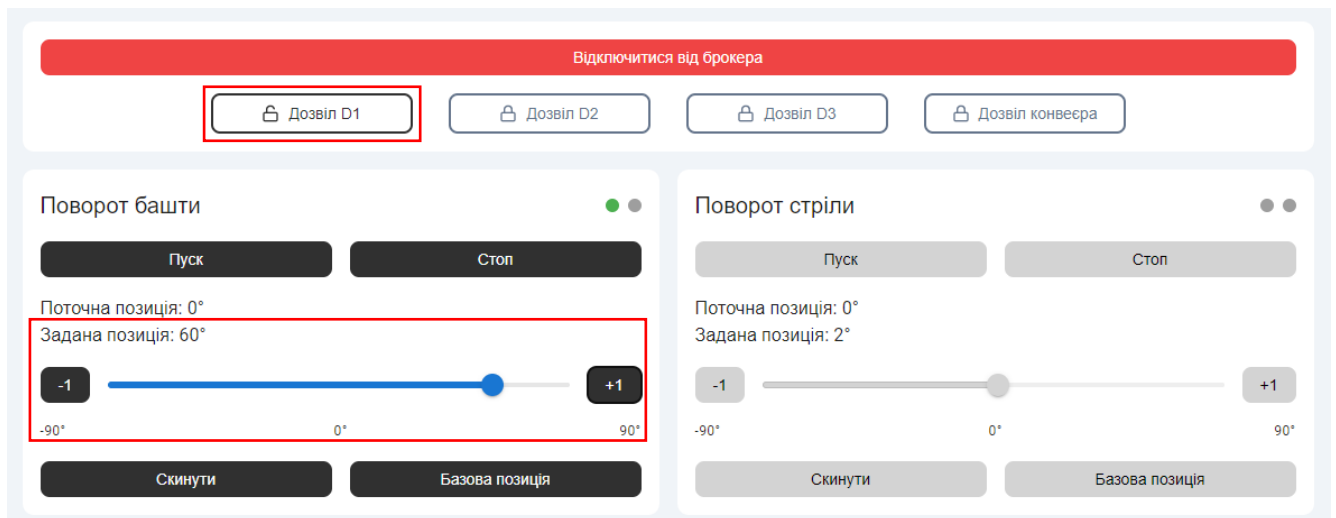 Відключитися від брокера
Дозвіл D1
Дозвіл D2
Дозвіл D3
Дозвіл конвеєра
Поворот башти
Пуск
Стоп
Поточна позиція: 0°
Задана позиція: 60°
-1
+1
-90°
0°
90°
Скинути
Базова позиція
Поворот стріли
Пуск
Стоп
Поточна позиція: 0°
Задана позиція: 2°
-1
+1
-90°
0°
90°
Скинути
Базова позиція